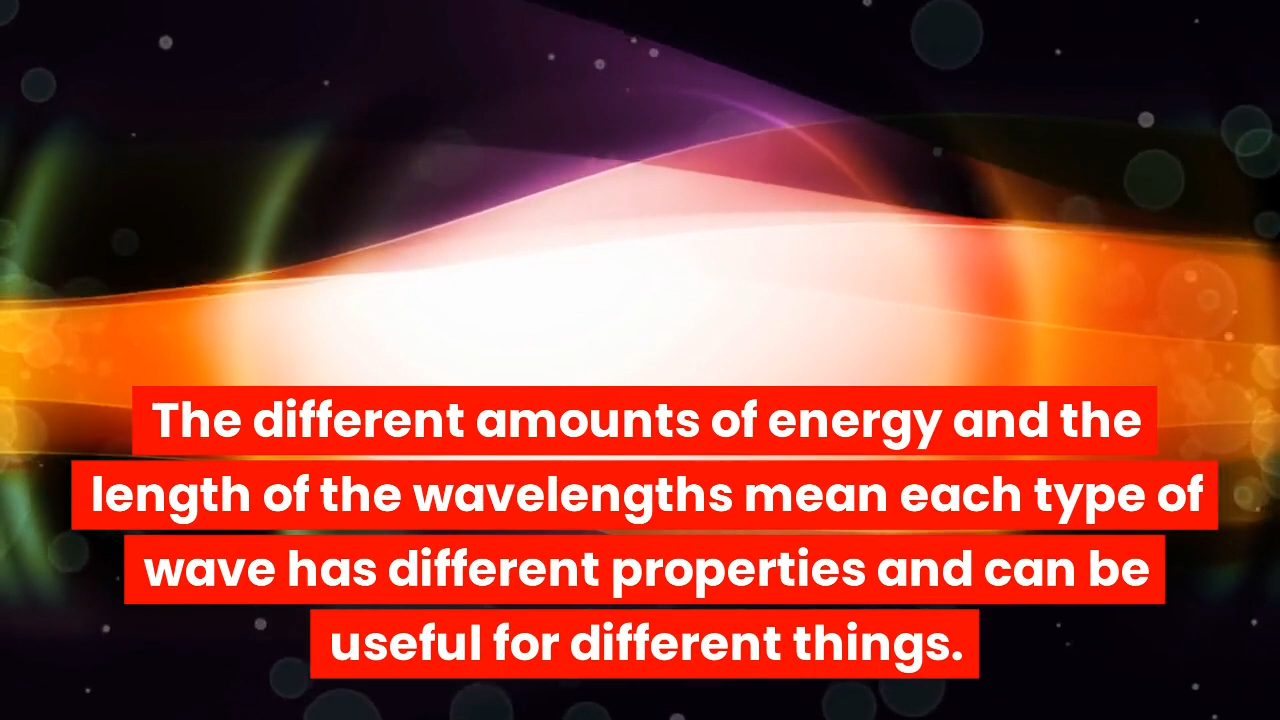 The different amounts of energy and the
length of the wavelengths mean each type of
wave has different properties and can be
useful for different things.